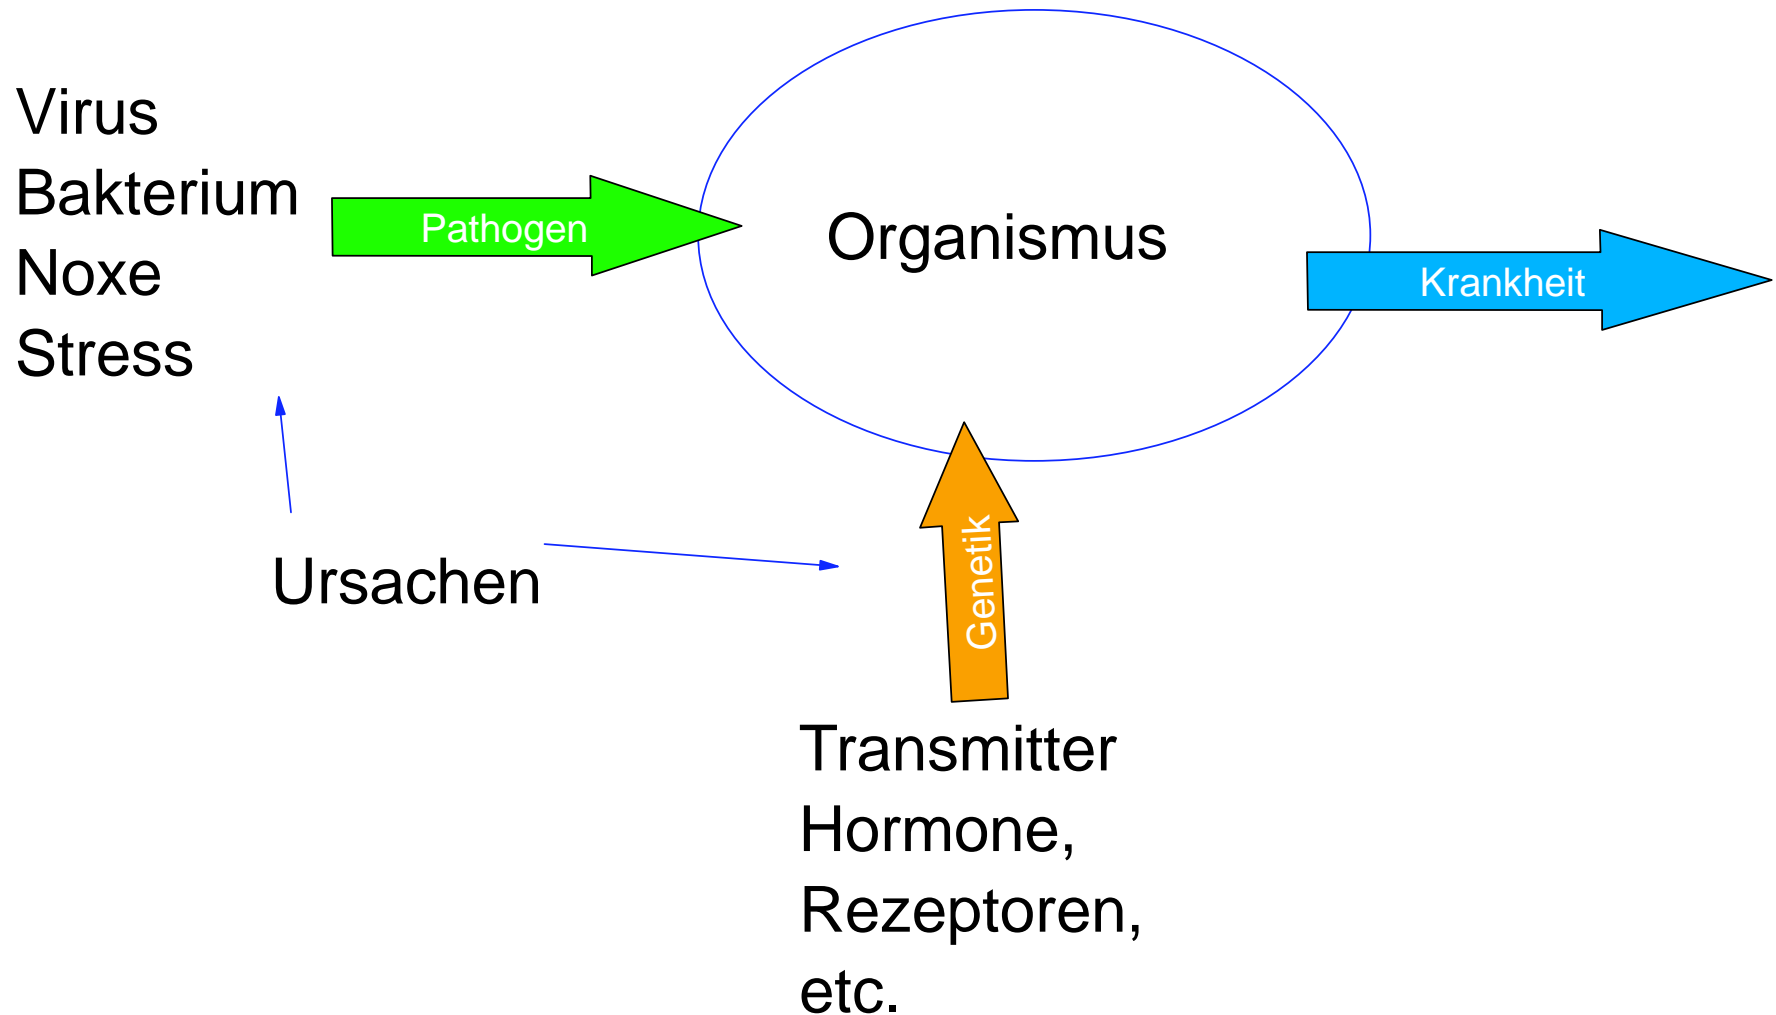 Virus
Bakterium
Noxe
Stress
Pathogen
Organismus
Krankheit
Ursachen
Genetik
Transmitter
Hormone,
Rezeptoren,
etc.